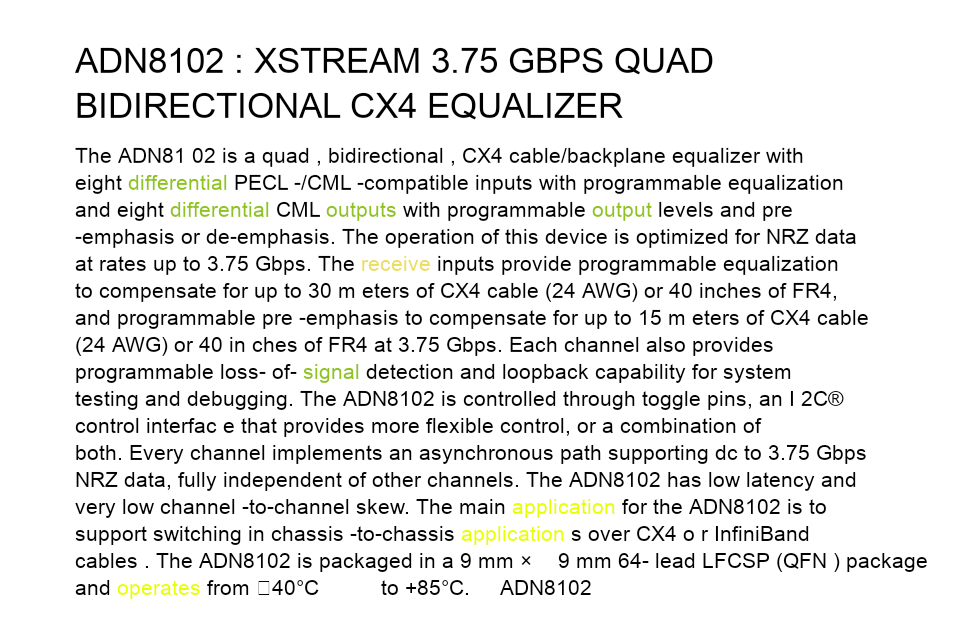 ADN8102 : XSTREAM 3.75 GBPS QUAD
BIDIRECTIONAL CX4 EQUALIZER
The ADN81 02 is a quad , bidirectional , CX4 cable/backplane equalizer with
eight differential PECL -/CML -compatible inputs with programmable equalization
and eight differential CML outputs with programmable output levels and pre
-emphasis or de-emphasis. The operation of this device is optimized for NRZ data
at rates up to 3.75 Gbps. The receive inputs provide programmable equalization
to compensate for up to 30 m eters of CX4 cable (24 AWG) or 40 inches of FR4,
and programmable pre -emphasis to compensate for up to 15 m eters of CX4 cable
(24 AWG) or 40 in ches of FR4 at 3.75 Gbps. Each channel also provides
programmable loss- of- signal detection and loopback capability for system
testing and debugging. The ADN8102 is controlled through toggle pins, an I 2C®
control interfac e that provides more flexible control, or a combination of
both. Every channel implements an asynchronous path supporting dc to 3.75 Gbps
NRZ data, fully independent of other channels. The ADN8102 has low latency and
very low channel -to-channel skew. The main application for the ADN8102 is to
support switching in chassis -to-chassis application s over CX4 o r InfiniBand
cables . The ADN8102 is packaged in a 9 mm × 9 mm 64- lead LFCSP (QFN ) package
and operates from □40°C to +85°C. ADN8102